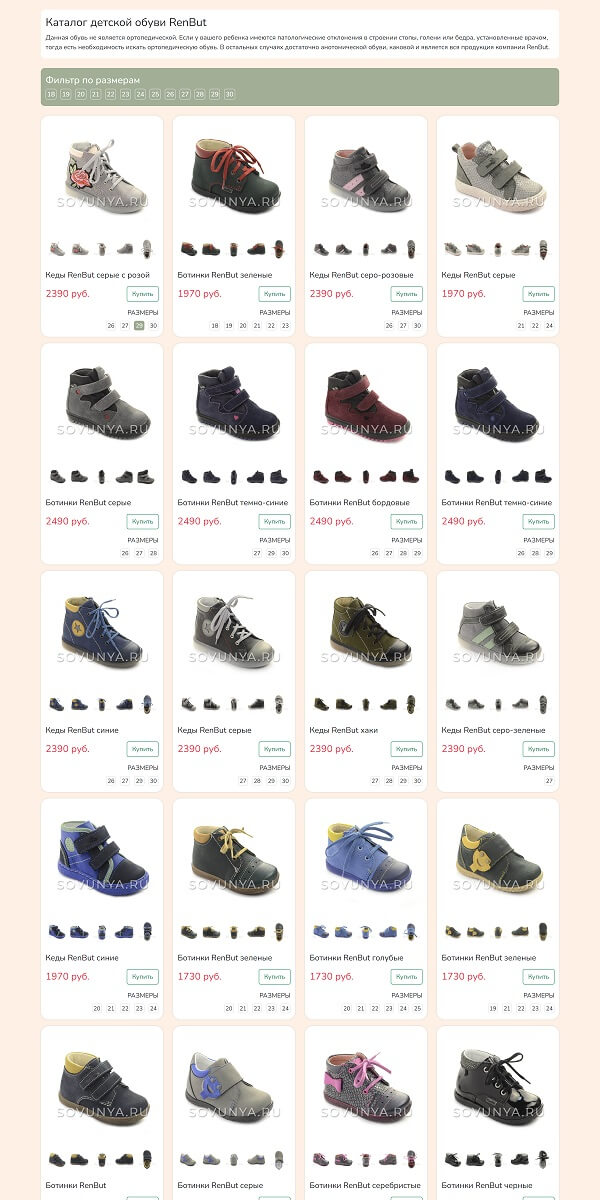 Каталог детской обуви RenBut
Данная обувь не является ортопедической. Если у вашего ребенка имеются патологические отклонения в строении стопы, голени или бедра, установленные врачом,
тогда есть необходимость искать ортопедическую обувь. В остальных случаях достаточно анатомической обуви, каковой и является вся продукция компании RenBut.
Фильтр по размерам
18 19 20 21 22 23 24 25 26 27 28 29 30
SOVUNYA.RU SOVUNYA.RU SOVUNYA.RU SOVUNYA.RU
Кеды RenBut серые с розой Ботинки RenBut зеленые Кеды RenBut серо-розовые Кеды RenBut серые
2390 руб. Купить 1970 руб. Купить 2390 руб. Купить 1970 руб. Купить
РАЗМЕРЫ РАЗМЕРЫ РАЗМЕРЫ РАЗМЕРЫ
26 27 29 30 18 19 20 21 22 23 26 27 30 21 22 24
SOVUNYA.RU SOVUNYA.RU SOVUNYA.RU SOVUNYA.RU
Ботинки RenBut серые Ботинки RenBut темно-синие Ботинки RenBut бордовые Ботинки RenBut темно-синие
2490 руб. Купить 2490 руб. Купить 2490 руб. Купить 2490 руб. Купить
РАЗМЕРЫ РАЗМЕРЫ РАЗМЕРЫ РАЗМЕРЫ
26 27 28 27 29 30 26 27 28 29 26 28 29
SOVUNYA.RU SOVUNYA.RU SOVUNYA.RU SOVUNYA.RU
Кеды RenBut синие Кеды RenBut серые Кеды RenBut хаки Кеды RenBut серо-зеленые
2390 руб. Купить 2390 руб. Купить 2390 руб. Купить 2390 руб. Купить
РАЗМЕРЫ РАЗМЕРЫ РАЗМЕРЫ РАЗМЕРЫ
26 27 29 30 27 28 29 30 27 28 29 30 27
SOVUNYA.RU SOVUNYA.RU SOVUNYA.RU SOVUNYA.RU
Кеды RenBut синие Ботинки RenBut зеленые Ботинки RenBut голубые Ботинки RenBut зеленые
1970 руб. Купить 1730 руб. Купить 1730 руб. Купить 1730 руб. Купить
РАЗМЕРЫ РАЗМЕРЫ РАЗМЕРЫ РАЗМЕРЫ
20 21 22 23 24 20 21 22 23 24 20 21 22 23 24 25 19 21 22 23 24
SOVUNYA.RU SOVUNYA.RU SOVUNYA.RU SOVUNYA.RU
Ботинки RenBut Ботинки RenBut серые Ботинки RenBut серебристые Ботинки RenBut черные